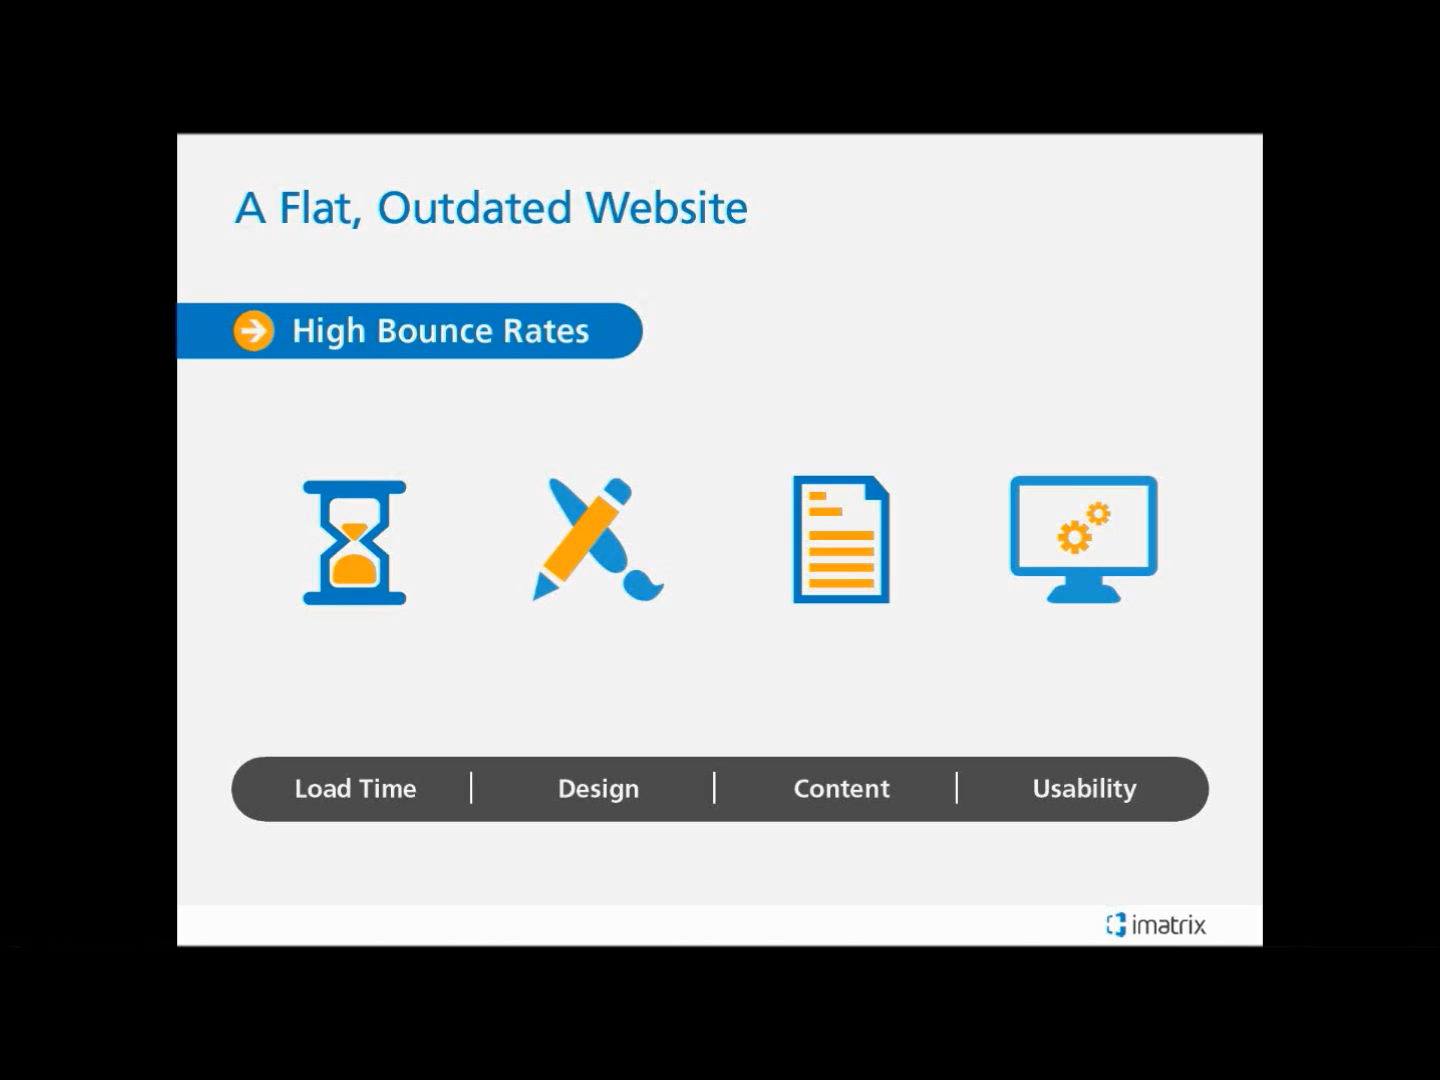 A Flat, Outdated Website
High Bounce Rates
Load Time | Design | Content | Usability
imatrix